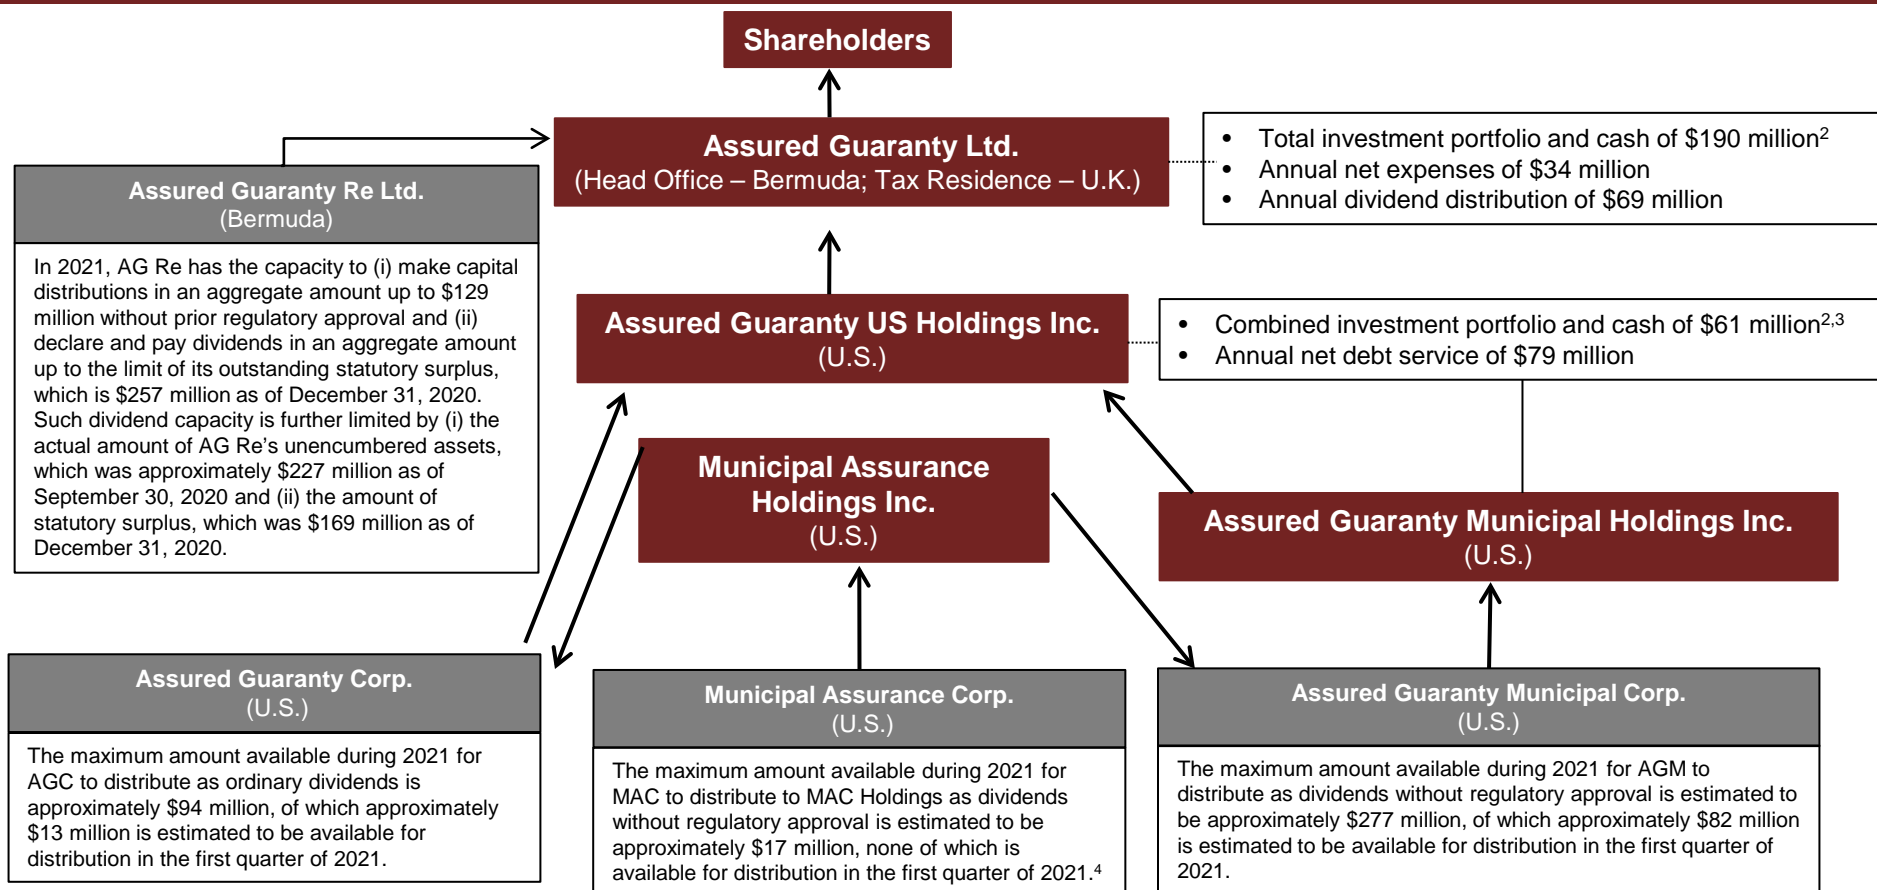 Shareholders
Assured Guaranty Ltd.
(Head Office – Bermuda; Tax Residence – U.K.)
• Total investment portfolio and cash of $190 million²
• Annual net expenses of $34 million
• Annual dividend distribution of $69 million
Assured Guaranty Re Ltd.
(Bermuda)
In 2021, AG Re has the capacity to (i) make capital
distributions in an aggregate amount up to $129
million without prior regulatory approval and (ii)
declare and pay dividends in an aggregate amount
up to the limit of its outstanding statutory surplus,
which is $257 million as of December 31, 2020.
Such dividend capacity is further limited by (i) the
actual amount of AG Re’s unencumbered assets,
which was approximately $227 million as of
September 30, 2020 and (ii) the amount of
statutory surplus, which was $169 million as of
December 31, 2020.
Assured Guaranty US Holdings Inc.
(U.S.)
• Combined investment portfolio and cash of $61 million²,³
• Annual net debt service of $79 million
Municipal Assurance
Holdings Inc.
(U.S.)
Assured Guaranty Municipal Holdings Inc.
(U.S.)
Assured Guaranty Corp.
(U.S.)
The maximum amount available during 2021 for
AGC to distribute as ordinary dividends is
approximately $94 million, of which approximately
$13 million is estimated to be available for
distribution in the first quarter of 2021.
Municipal Assurance Corp.
(U.S.)
The maximum amount available during 2021 for
MAC to distribute to MAC Holdings as dividends
without regulatory approval is estimated to be
approximately $17 million, none of which is
available for distribution in the first quarter of 2021.⁴
Assured Guaranty Municipal Corp.
(U.S.)
The maximum amount available during 2021 for AGM to
distribute as dividends without regulatory approval is estimated to
be approximately $277 million, of which approximately $82 million
is estimated to be available for distribution in the first quarter of
2021.